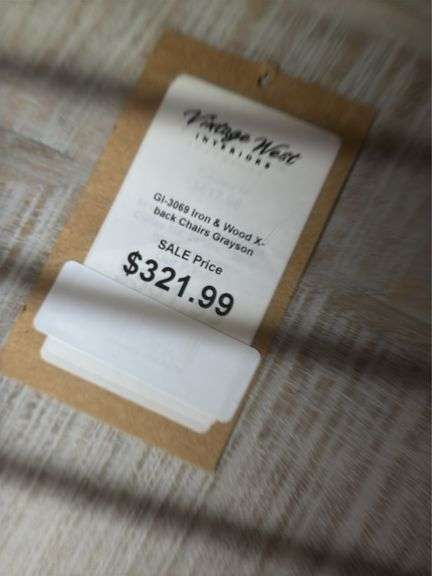 Vintage West
INTERIORS
GI-3069 Iron & Wood X-
back Chairs Grayson
SALE Price
$321.99